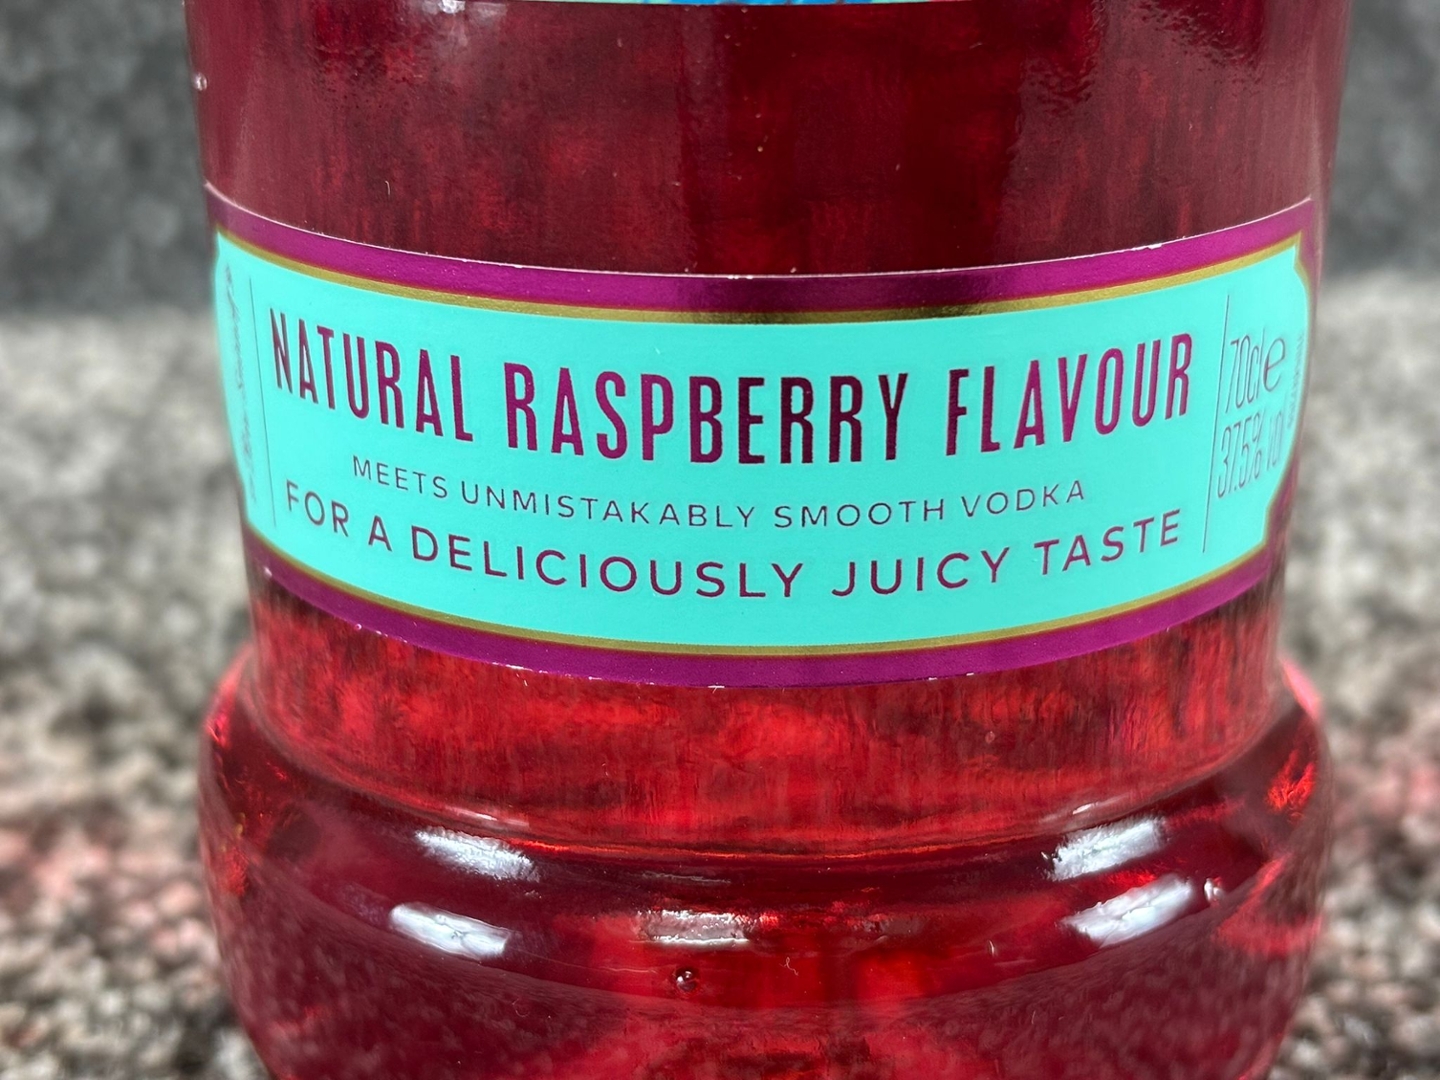 NATURAL RASPBERRY FLAVOUR
MEETS UNMISTAKABLY SMOOTH VODKA
FOR A DELICIOUSLY JUICY TASTE
70cl e
37.5% vol